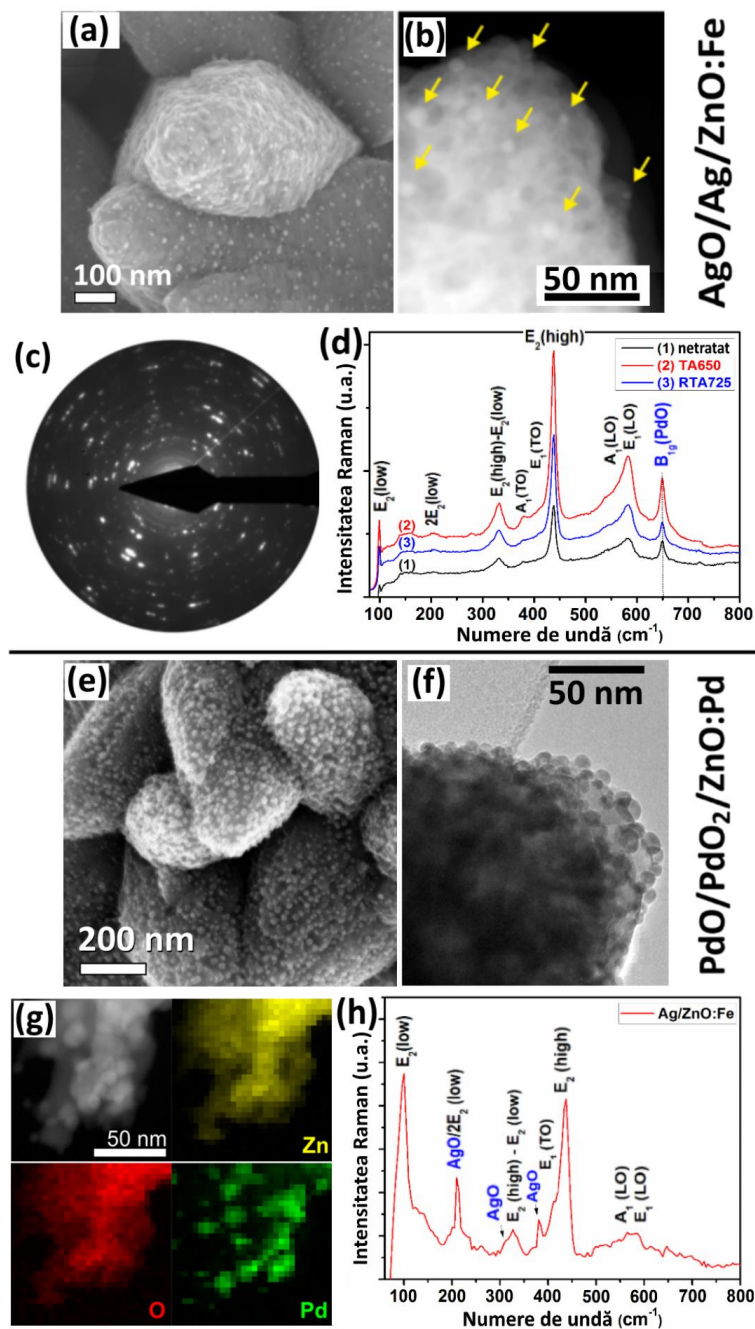 (a)
100 nm
(b)
50 nm
AgO/Ag/ZnO:Fe
(c)
(d)
Intensitatea Raman (u.a.)
E2(low)
2E2(low)
E2(high)-E2(low)
A1(TO)
E1(TO)
E2(high)
A1(LO)
E1(LO)
B1g(PdO)
(1) netratat
(2) TA650
(3) RTA725
(2)
(3)
(1)
100 200 300 400 500 600 700 800
Numere de undă (cm-1)
(e)
200 nm
(f)
50 nm
PdO/PdO2/ZnO:Pd
(g)
50 nm
Zn
O
Pd
(h)
Intensitatea Raman (u.a.)
E2(low)
AgO/2E2 (low)
AgO
E2 (high) - E2 (low)
AgO
E1 (TO)
E2 (high)
A1 (LO)
E1 (LO)
Ag/ZnO:Fe
100 200 300 400 500 600 700 800
Numere de undă (cm-1)